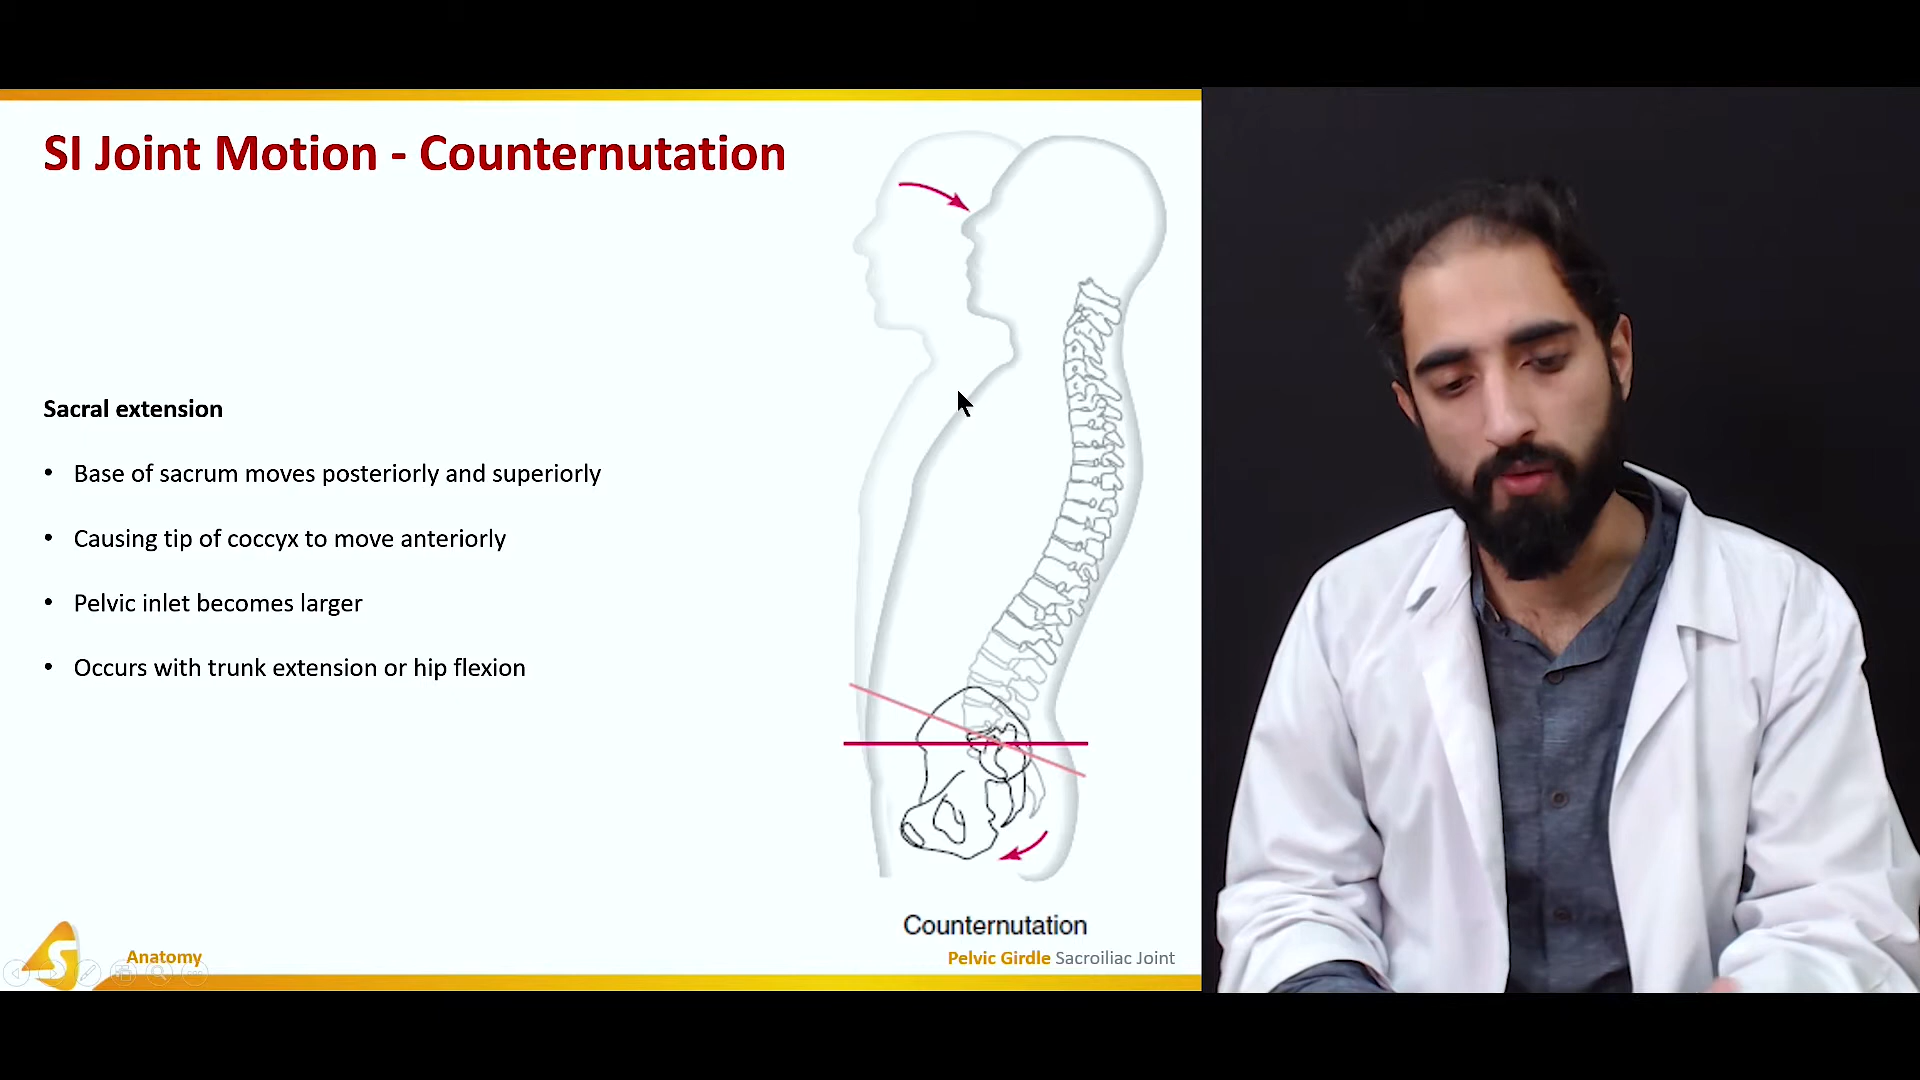 SI Joint Motion - Counternutation
Sacral extension
• Base of sacrum moves posteriorly and superiorly
• Causing tip of coccyx to move anteriorly
• Pelvic inlet becomes larger
• Occurs with trunk extension or hip flexion
Counternutation
S
Anatomy
Pelvic Girdle Sacroiliac Joint